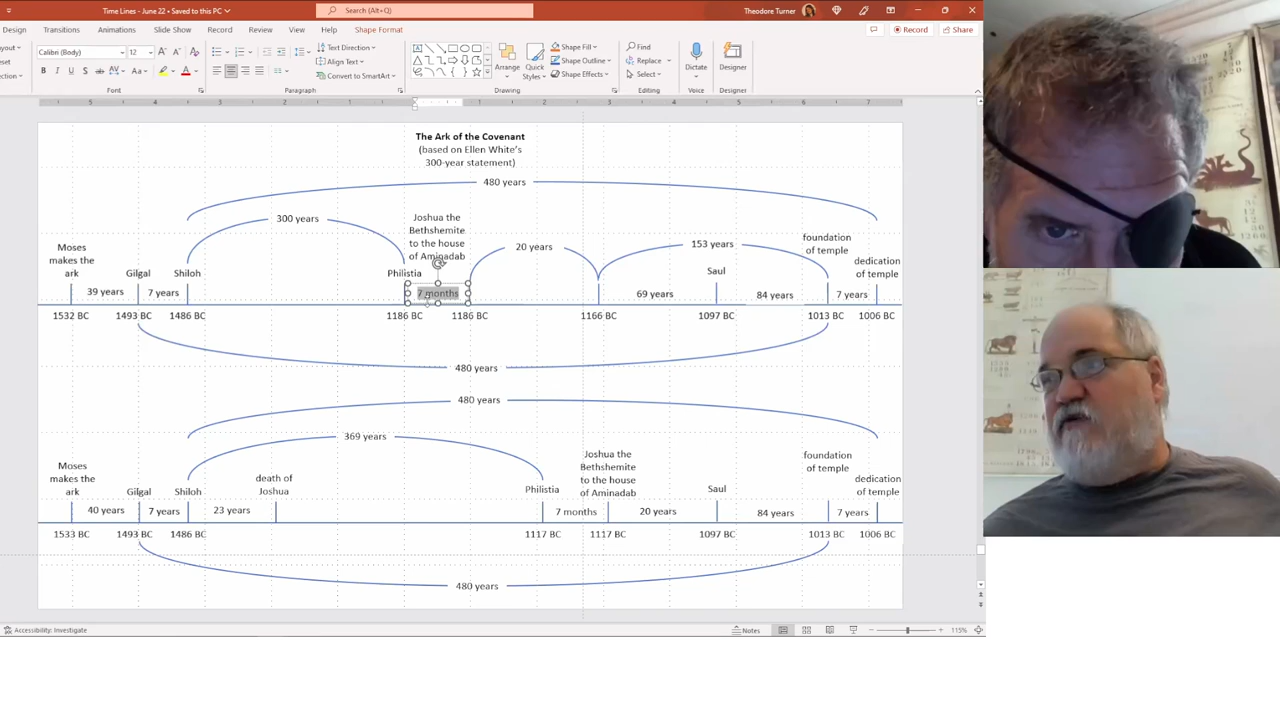 Time Lines - June 22 • Saved to this PC
Search (Alt+Q)
Theodore Turner
Design
Transitions
Animations
Slide Show
Record
Review
View
Help
Shape Format
Record
Share
Calibri (Body)
12
Text Direction
Align Text
Convert to SmartArt
Arrange
Quick
Styles
Shape Fill
Shape Outline
Shape Effects
Find
Replace
Select
Dictate
Designer
Font
Paragraph
Drawing
Editing
Voice
Designer
The Ark of the Covenant
(based on Ellen White's
300-year statement)
480 years
300 years
Joshua the
Bethshemite
to the house
of Aminadab
20 years
153 years
foundation
of temple
Moses
makes the
ark
Gilgal
Shiloh
Philistia
Saul
dedication
of temple
39 years
7 years
7 months
69 years
84 years
7 years
1532 BC
1493 BC
1486 BC
1186 BC
1186 BC
1166 BC
1097 BC
1013 BC
1006 BC
480 years
480 years
369 years
Moses
makes the
ark
Gilgal
Shiloh
death of
Joshua
Philistia
Joshua the
Bethshemite
to the house
of Aminadab
Saul
foundation
of temple
dedication
of temple
40 years
7 years
23 years
7 months
20 years
84 years
7 years
1533 BC
1493 BC
1486 BC
1117 BC
1117 BC
1097 BC
1013 BC
1006 BC
480 years
Accessibility: Investigate
Notes
115%